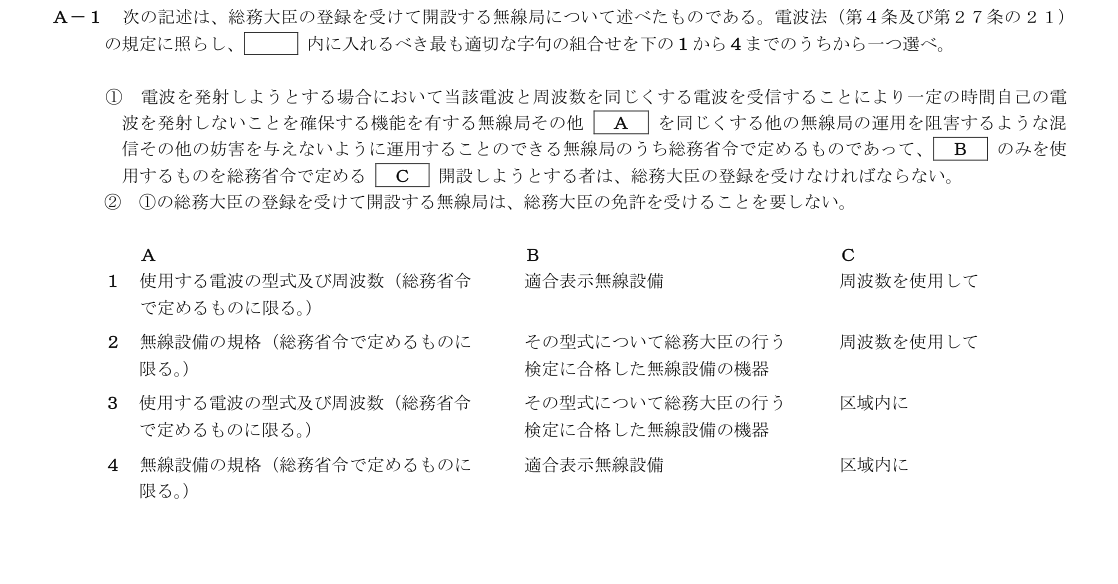 A－1　次の記述は、総務大臣の登録を受けて開設する無線局について述べたものである。電波法（第４条及び第２７条の２１）
の規定に照らし、　　　内に入れるべき最も適切な字句の組合せを下の1から4までのうちから一つ選べ。
①　電波を発射しようとする場合において当該電波と周波数を同じくする電波を受信することにより一定の時間自己の電
波を発射しないことを確保する機能を有する無線局その他 A を同じくする他の無線局の運用を阻害するような混
信その他の妨害を与えないように運用することのできる無線局のうち総務省令で定めるものであって、 B のみを使
用するものを総務省令で定める C 開設しようとする者は、総務大臣の登録を受けなければならない。
②　①の総務大臣の登録を受けて開設する無線局は、総務大臣の免許を受けることを要しない。
A　B　C
1　使用する電波の型式及び周波数（総務省令　適合表示無線設備　周波数を使用して
で定めるものに限る。）
2　無線設備の規格（総務省令で定めるものに　その型式について総務大臣の行う　周波数を使用して
限る。）　検定に合格した無線設備の機器
3　使用する電波の型式及び周波数（総務省令　その型式について総務大臣の行う　区域内に
で定めるものに限る。）　検定に合格した無線設備の機器
4　無線設備の規格（総務省令で定めるものに　適合表示無線設備　区域内に
限る。）